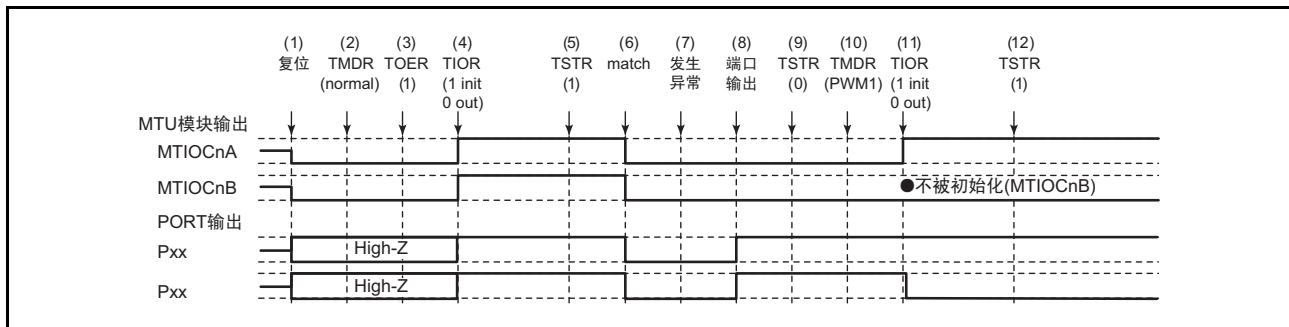 (1) (2) (3) (4) (5) (6) (7) (8) (9) (10) (11) (12)
复位 TMDR TOER TIOR TSTR match 发生 端口 TSTR TMDR TIOR TSTR
(normal) (1) (1 init (1) 异常 输出 (0) (PWM1) (1 init (1)
0 out) 0 out)
MTU模块输出
MTIOCnA
MTIOCnB ●不被初始化(MTIOCnB)
PORT输出
Pxx High-Z
Pxx High-Z